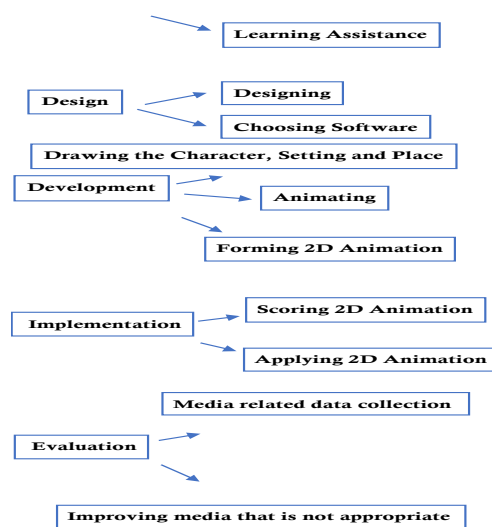 Learning Assistance
Designing
Design
Choosing Software
Drawing the Character, Setting and Place
Development
Animating
Forming 2D Animation
Scoring 2D Animation
Implementation
Applying 2D Animation
Media related data collection
Evaluation
Improving media that is not appropriate